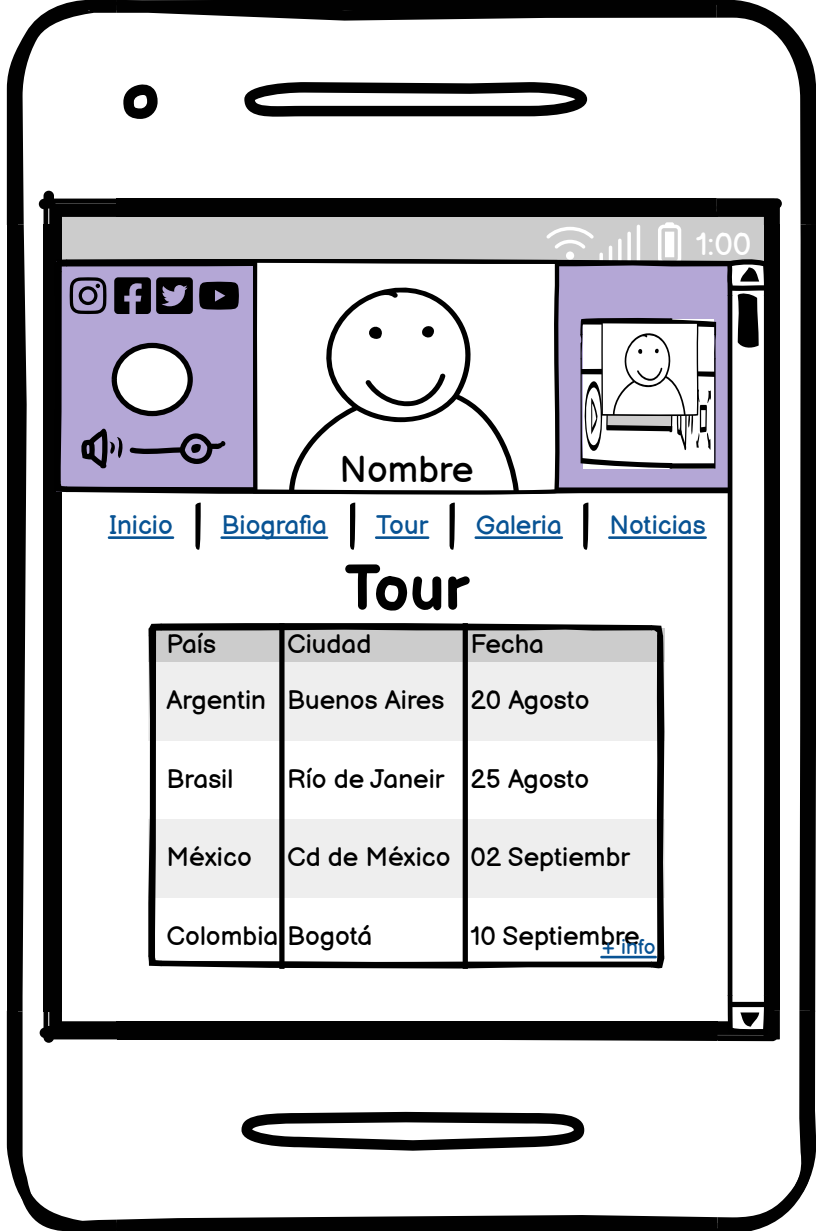 1:00
Nombre
Inicio Biografia Tour Galeria Noticias
Tour
País Ciudad Fecha
Argentin Buenos Aires 20 Agosto
Brasil Río de Janeir 25 Agosto
México Cd de México 02 Septiembr
Colombia Bogotá 10 Septiembre
+ info